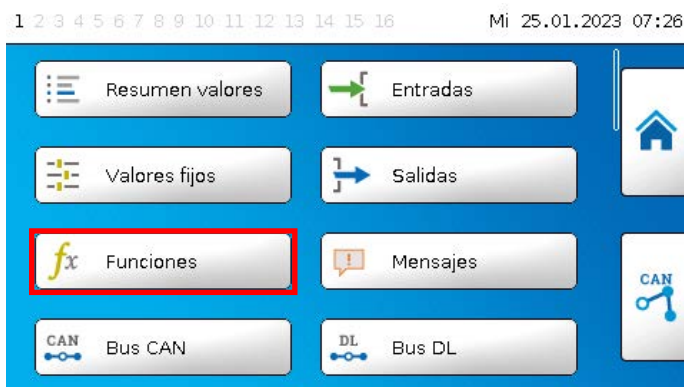 1 2 3 4 5 6 7 8 9 10 11 12 13 14 15 16 Mi 25.01.2023 07:26
Resumen valores Entradas
Valores fijos Salidas
fx Funciones ! Mensajes
CAN
CAN Bus CAN DL Bus DL